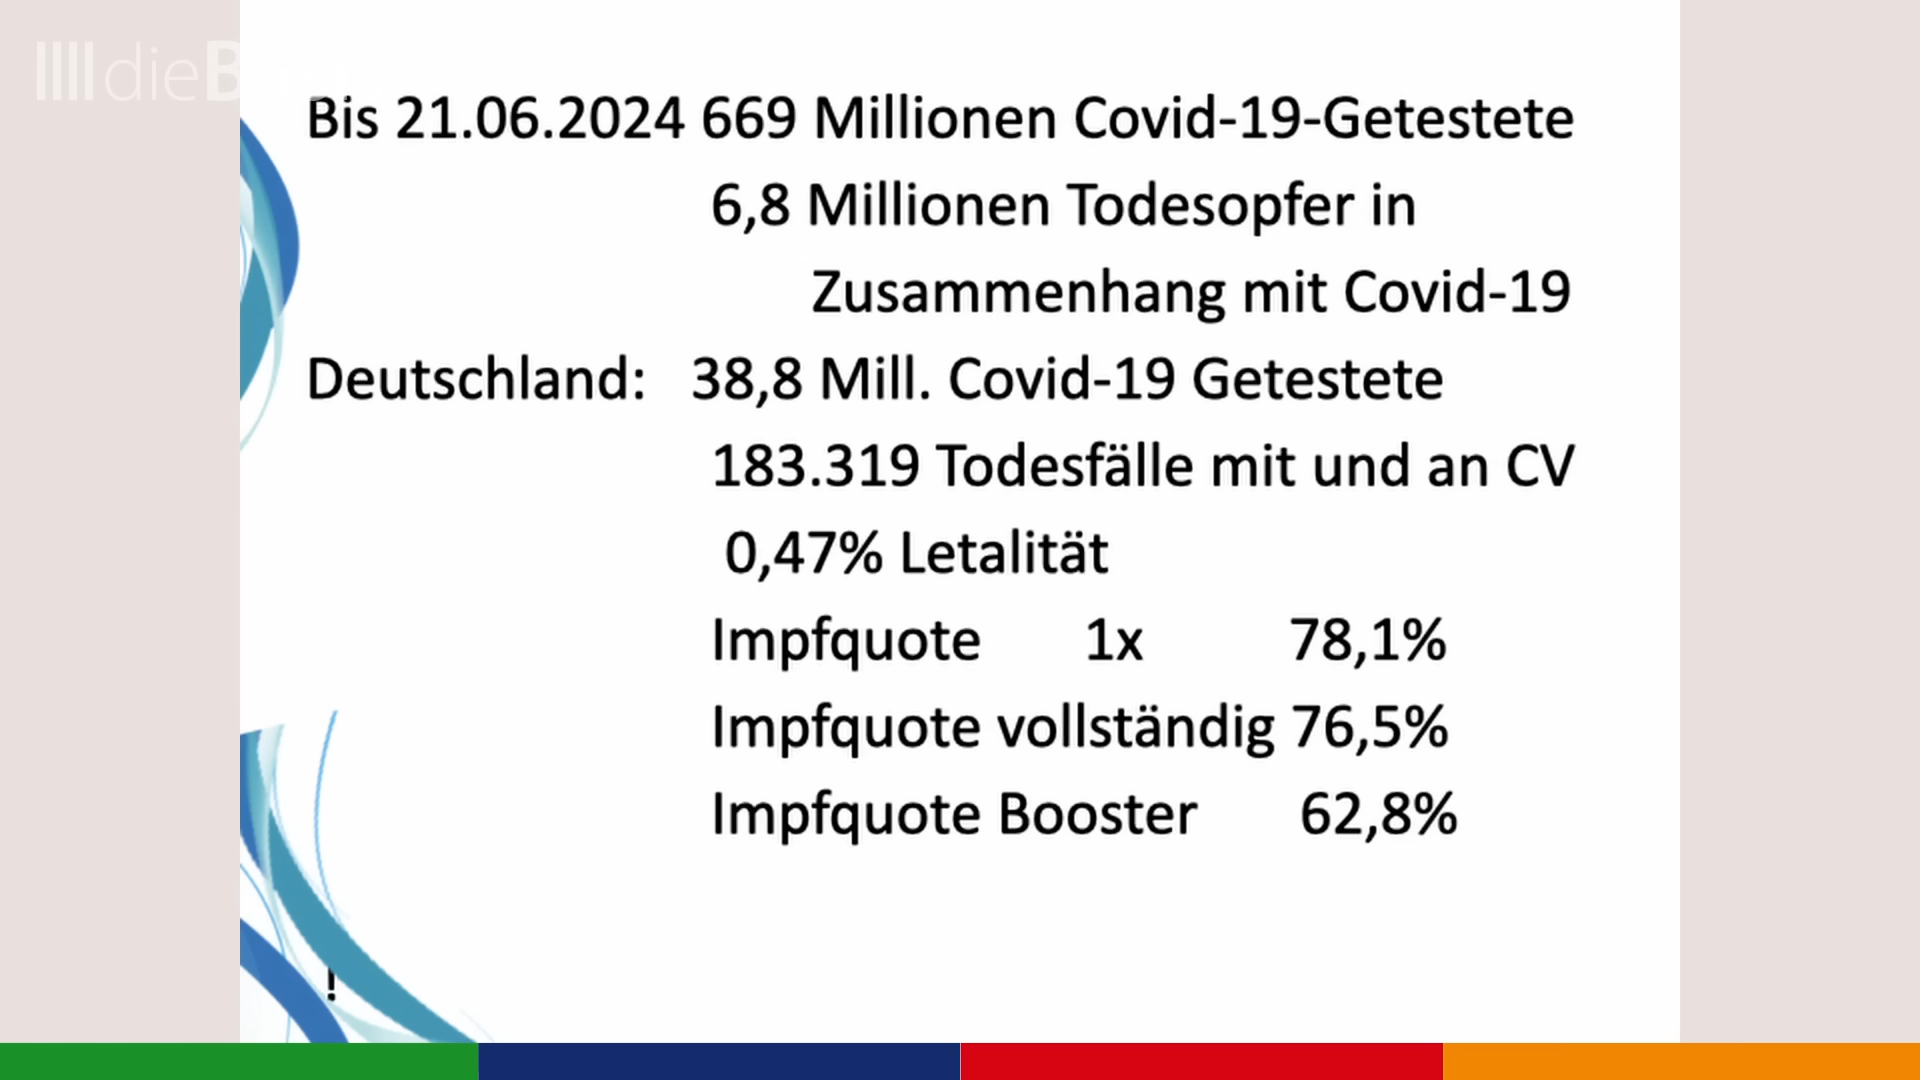 dieB
Bis 21.06.2024 669 Millionen Covid-19-Getestete
6,8 Millionen Todesopfer in
Zusammenhang mit Covid-19
Deutschland: 38,8 Mill. Covid-19 Getestete
183.319 Todesfälle mit und an CV
0,47% Letalität
Impfquote 1x 78,1%
Impfquote vollständig 76,5%
Impfquote Booster 62,8%
!